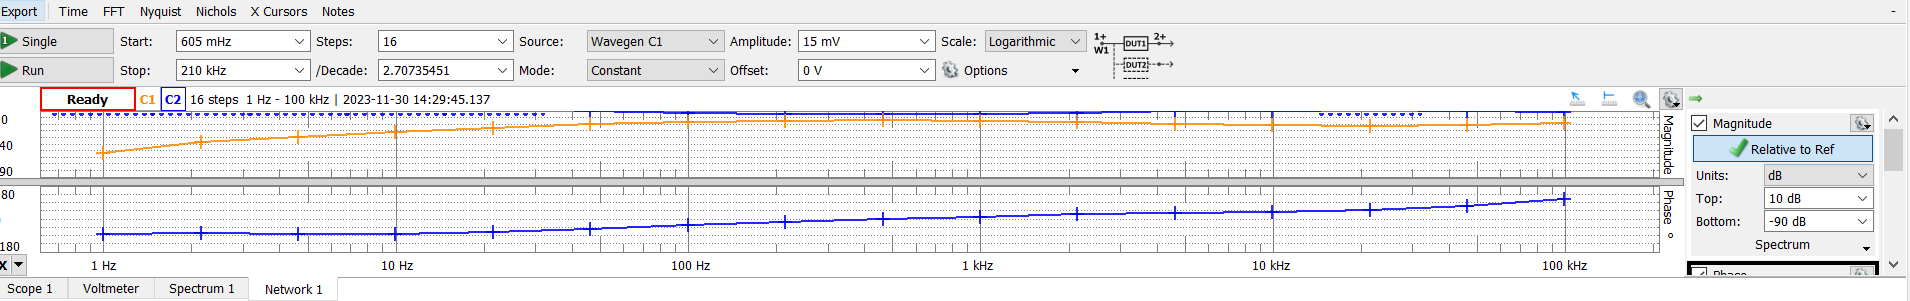 Export Time FFT Nyquist Nichols X Cursors Notes -
1 Single Start: 605 mHz Steps: 16 Source: Wavegen C1 Amplitude: 15 mV Scale: Logarithmic 1+ W1 DUT1 2+
Run Stop: 210 kHz /Decade: 2.70735451 Mode: Constant Offset: 0 V Options DUT2
Ready C1 C2 16 steps 1 Hz - 100 kHz | 2023-11-30 14:29:45.137
0
40
90
Magnitude
80
180
Phase °
X 1 Hz 10 Hz 100 Hz 1 kHz 10 kHz 100 kHz
Magnitude
Relative to Ref
Units: dB
Top: 10 dB
Bottom: -90 dB
Spectrum
Phase
Scope 1 Voltmeter Spectrum 1 Network 1